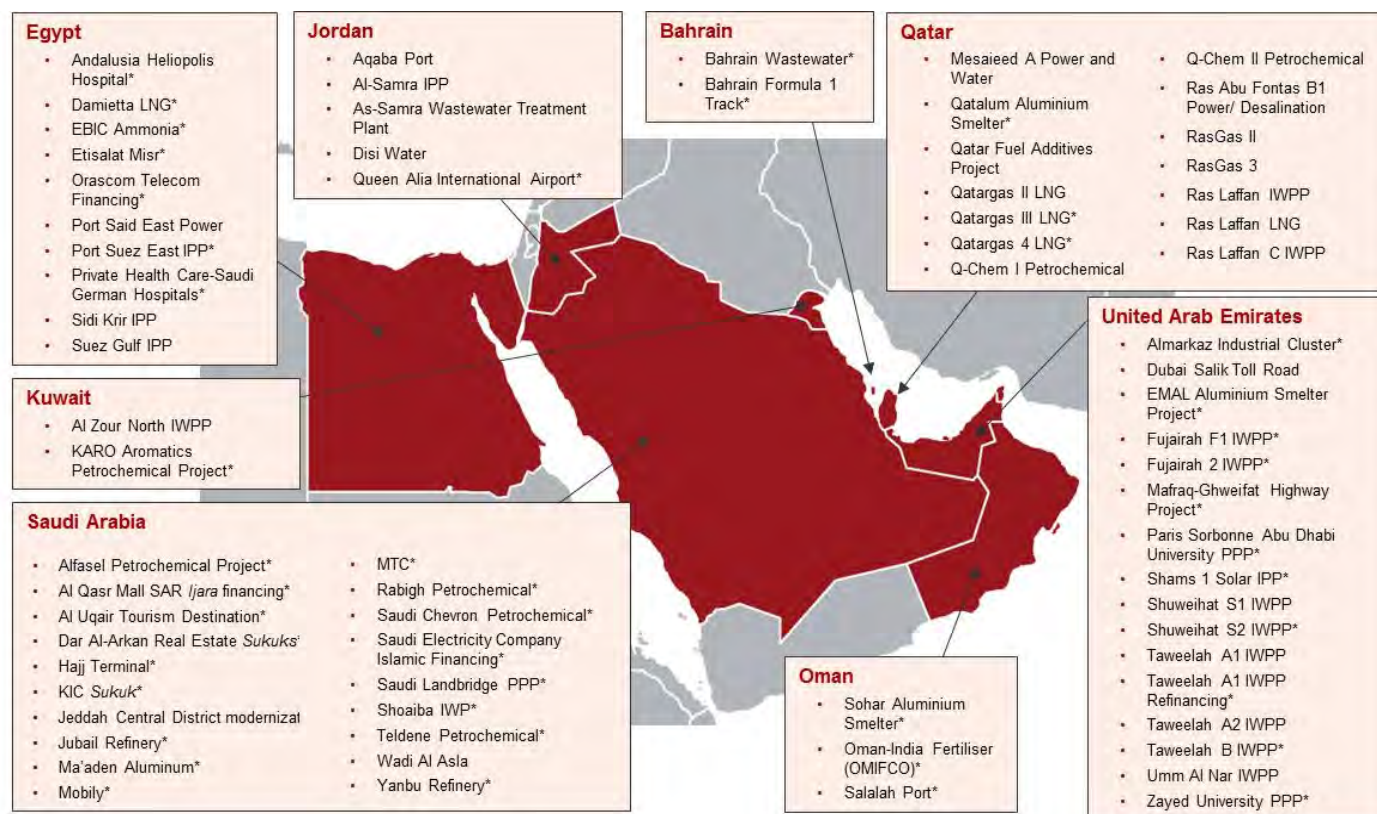 Egypt
• Andalusia Heliopolis
Hospital*
• Damietta LNG*
• EBIC Ammonia*
• Etisalat Misr*
• Orascom Telecom
Financing*
• Port Said East Power
• Port Suez East IPP*
• Private Health Care-Saudi
German Hospitals*
• Sidi Krir IPP
• Suez Gulf IPP
Jordan
• Aqaba Port
• Al-Samra IPP
• As-Samra Wastewater Treatment
Plant
• Disi Water
• Queen Alia International Airport*
Bahrain
• Bahrain Wastewater*
• Bahrain Formula 1
Track*
Qatar
• Mesaieed A Power and
Water
• Qatalum Aluminium
Smelter*
• Qatar Fuel Additives
Project
• Qatargas II LNG
• Qatargas III LNG*
• Qatargas 4 LNG*
• Q-Chem I Petrochemical
• Q-Chem II Petrochemical
• Ras Abu Fontas B1
Power/ Desalination
• RasGas II
• RasGas 3
• Ras Laffan IWPP
• Ras Laffan LNG
• Ras Laffan C IWPP
Kuwait
• Al Zour North IWPP
• KARO Aromatics
Petrochemical Project*
United Arab Emirates
• Almarkaz Industrial Cluster*
• Dubai Salik Toll Road
• EMAL Aluminium Smelter
Project*
• Fujairah F1 IWPP*
• Fujairah 2 IWPP*
• Mafraq-Ghweifat Highway
Project*
• Paris Sorbonne Abu Dhabi
University PPP*
• Shams 1 Solar IPP*
• Shuweihat S1 IWPP
• Shuweihat S2 IWPP*
• Taweelah A1 IWPP
• Taweelah A1 IWPP
Refinancing*
• Taweelah A2 IWPP
• Taweelah B IWPP*
• Umm Al Nar IWPP
• Zayed University PPP*
Saudi Arabia
• Alfasel Petrochemical Project*
• Al Qasr Mall SAR Ijara financing*
• Al Uqair Tourism Destination*
• Dar Al-Arkan Real Estate Sukuks*
• Hajj Terminal*
• KIC Sukuk*
• Jeddah Central District modernizat
• Jubail Refinery*
• Ma'aden Aluminum*
• Mobily*
• MTC*
• Rabigh Petrochemical*
• Saudi Chevron Petrochemical*
• Saudi Electricity Company
Islamic Financing*
• Saudi Landbridge PPP*
• Shoaiba IWP*
• Teldene Petrochemical*
• Wadi Al Asla
• Yanbu Refinery*
Oman
• Sohar Aluminium
Smelter*
• Oman-India Fertiliser
(OMIFCO)*
• Salalah Port*